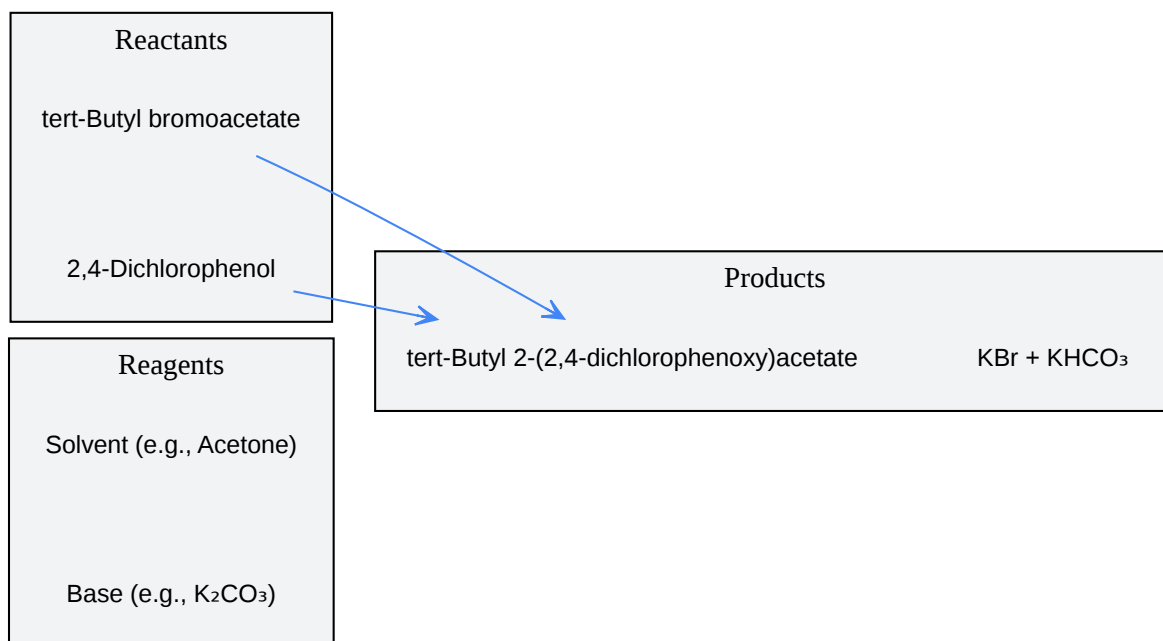 Reactants
tert-Butyl bromoacetate
2,4-Dichlorophenol
Reagents
Solvent (e.g., Acetone)
Base (e.g., K₂CO₃)
Products
tert-Butyl 2-(2,4-dichlorophenoxy)acetate
KBr + KHCO₃